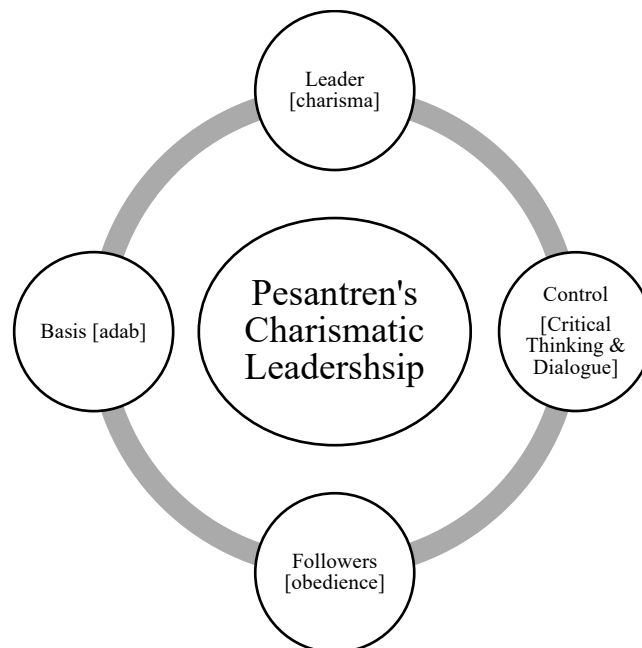 Leader
[charisma]
Pesantren's
Charismatic
Leadershsip
Basis [adab]
Control
[Critical
Thinking &
Dialogue]
Followers
[obedience]